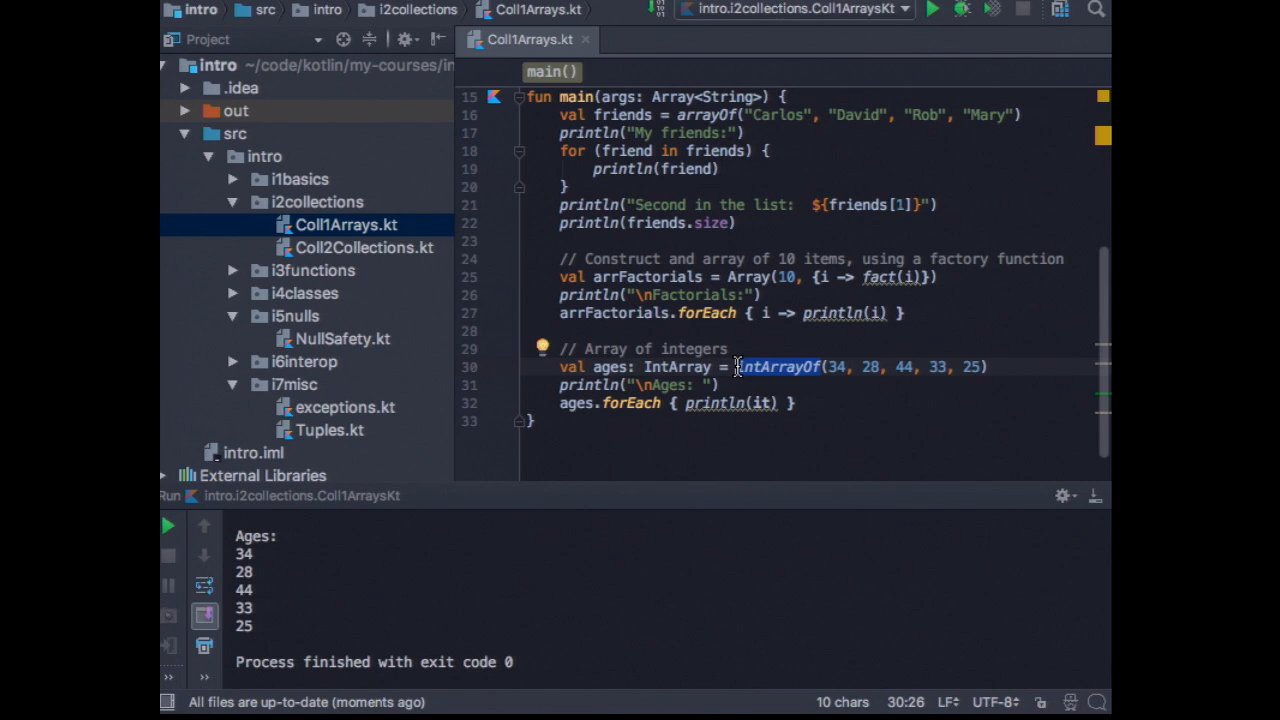 intro src intro i2collections Coll1Arrays.kt intro.i2collections.Coll1ArraysKt
Project Coll1Arrays.kt
main()
intro ~/code/kotlin/my-courses/in
.idea
out
src
intro
i1basics
i2collections
Coll1Arrays.kt
Coll2Collections.kt
i3functions
i4classes
i5nulls
NullSafety.kt
i6interop
i7misc
exceptions.kt
Tuples.kt
intro.iml
External Libraries
15 fun main(args: Array<String>) {
16 val friends = arrayOf("Carlos", "David", "Rob", "Mary")
17 println("My friends:")
18 for (friend in friends) {
19 println(friend)
20 }
21 println("Second in the list:  ${friends[1]}")
22 println(friends.size)
23
24 // Construct and array of 10 items, using a factory function
25 val arrFactorials = Array(10, {i -> fact(i)})
26 println("\nFactorials:")
27 arrFactorials.forEach { i -> println(i) }
28
29 // Array of integers
30 val ages: IntArray = intArrayOf(34, 28, 44, 33, 25)
31 println("\nAges: ")
32 ages.forEach { println(it) }
33 }
Run intro.i2collections.Coll1ArraysKt
Ages:
34
28
44
33
25
Process finished with exit code 0
All files are up-to-date (moments ago) 10 chars 30:26 LF UTF-8